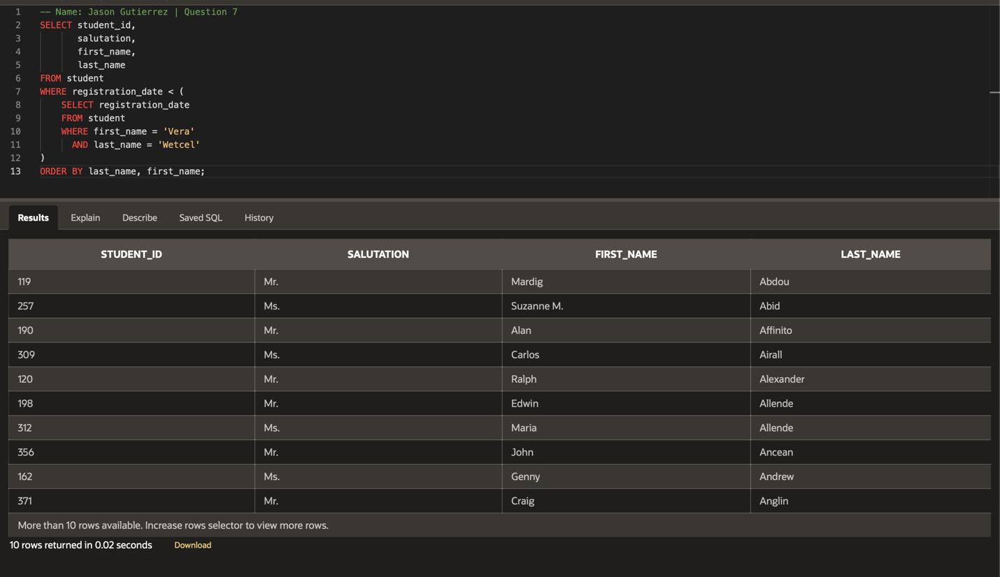 1 -- Name: Jason Gutierrez | Question 7
2 SELECT student_id,
3 salutation,
4 first_name,
5 last_name
6 FROM student
7 WHERE registration_date < (
8 SELECT registration_date
9 FROM student
10 WHERE first_name = 'Vera'
11 AND last_name = 'Wetcel'
12 )
13 ORDER BY last_name, first_name;
Results Explain Describe Saved SQL History
STUDENT_ID SALUTATION FIRST_NAME LAST_NAME
119 Mr. Mardig Abdou
257 Ms. Suzanne M. Abid
190 Mr. Alan Affinito
309 Ms. Carlos Airall
120 Mr. Ralph Alexander
198 Mr. Edwin Allende
312 Ms. Maria Allende
356 Mr. John Ancean
162 Ms. Genny Andrew
371 Mr. Craig Anglin
More than 10 rows available. Increase rows selector to view more rows.
10 rows returned in 0.02 seconds Download